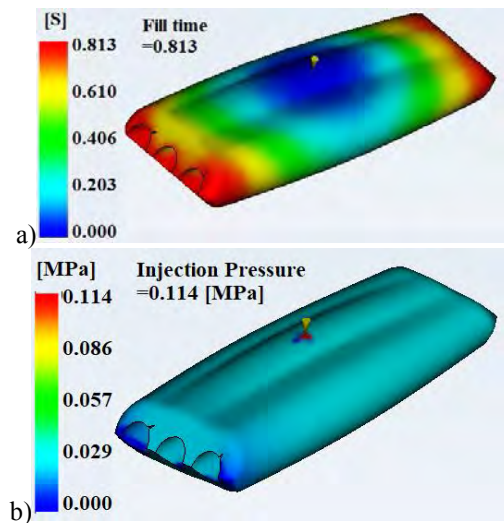 [S]
0.813
0.610
0.406
0.203
0.000
Fill time
=0.813
a)
[MPa]
0.114
0.086
0.057
0.029
0.000
Injection Pressure
=0.114 [MPa]
b)